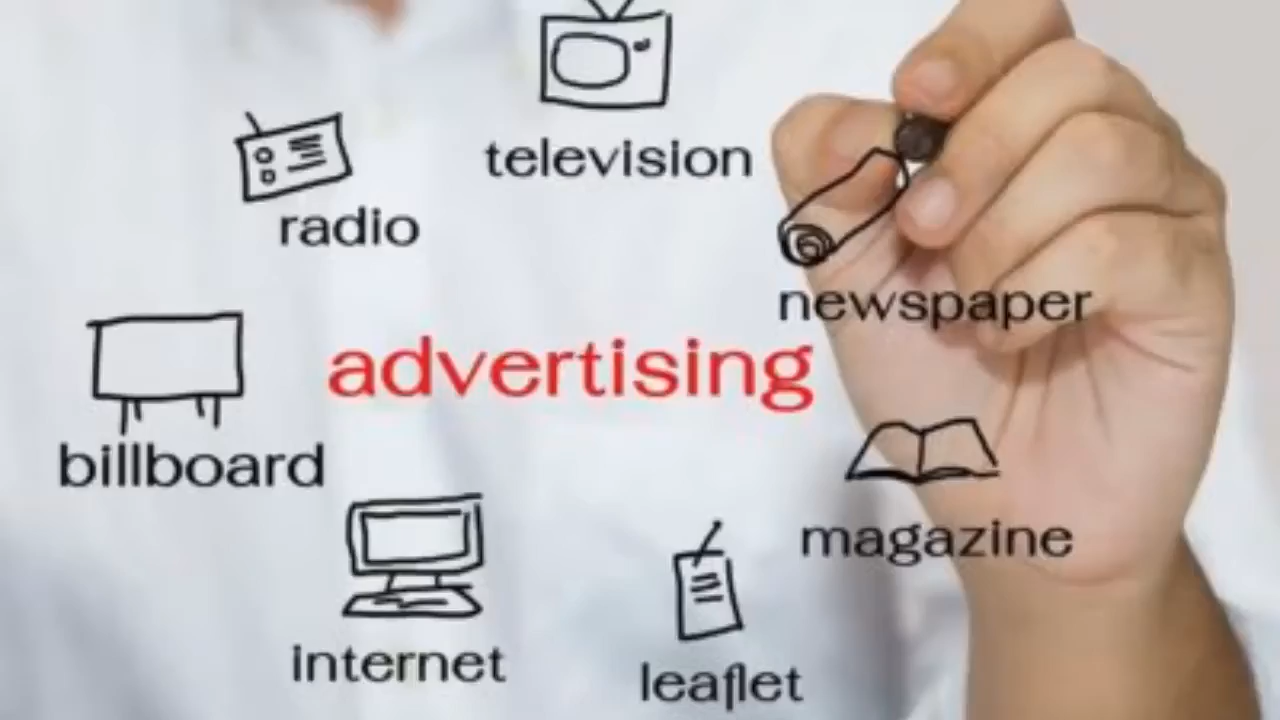 television
radio
newspaper
advertising
billboard
magazine
internet
leaflet